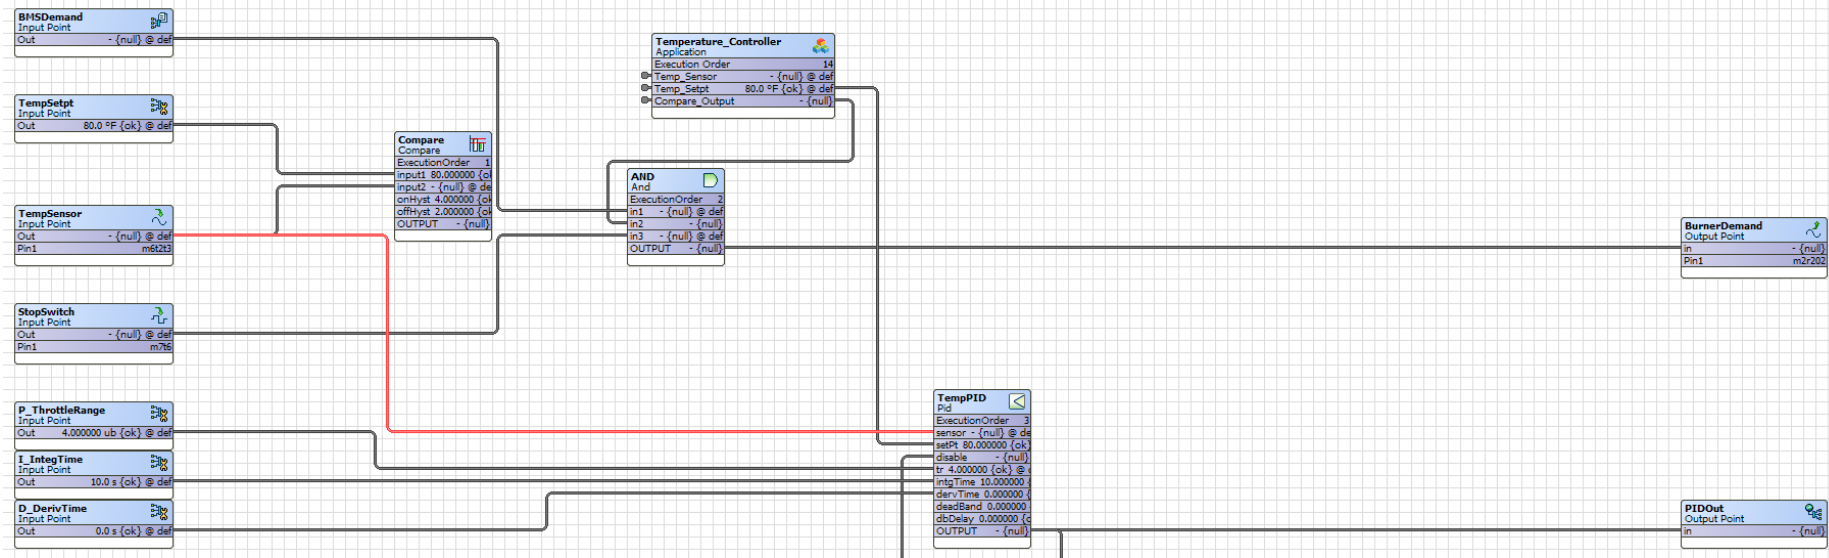 BMSDemand
Input Point
Out - {null} @ def
TempSetpt
Input Point
Out 80.0 °F {ok} @ def
TempSensor
Input Point
Out - {null} @ def
Pin1 m6t2t3
StopSwitch
Input Point
Out - {null} @ def
Pin1 m7t6
P_ThrottleRange
Input Point
Out 4.000000 ub {ok} @ def
I_IntegTime
Input Point
Out 10.0 s {ok} @ def
D_DerivTime
Input Point
Out 0.0 s {ok} @ def
Compare
Compare
ExecutionOrder 1
input1 80.000000 {ol
input2 - {null} @ de
onHyst 4.000000 {ok
offHyst 2.000000 {ok
OUTPUT - {null}
Temperature_Controller
Application
Execution Order 14
Temp_Sensor - {null} @ def
Temp_Setpt 80.0 °F {ok} @ def
Compare_Output - {null}
AND
And
ExecutionOrder 2
in1 - {null} @ def
in2 - {null}
in3 - {null} @ def
OUTPUT - {null}
TempPID
Pid
ExecutionOrder 3
sensor - {null} @ de
setPt 80.000000 {ok}
disable - {null}
tr 4.000000 {ok} @
intgTime 10.000000 {
dervTime 0.000000 {
deadBand 0.000000
dbDelay 0.000000 {c
OUTPUT - {null}
BurnerDemand
Output Point
in - {null}
Pin1 m2r202
PIDOut
Output Point
in - {null}